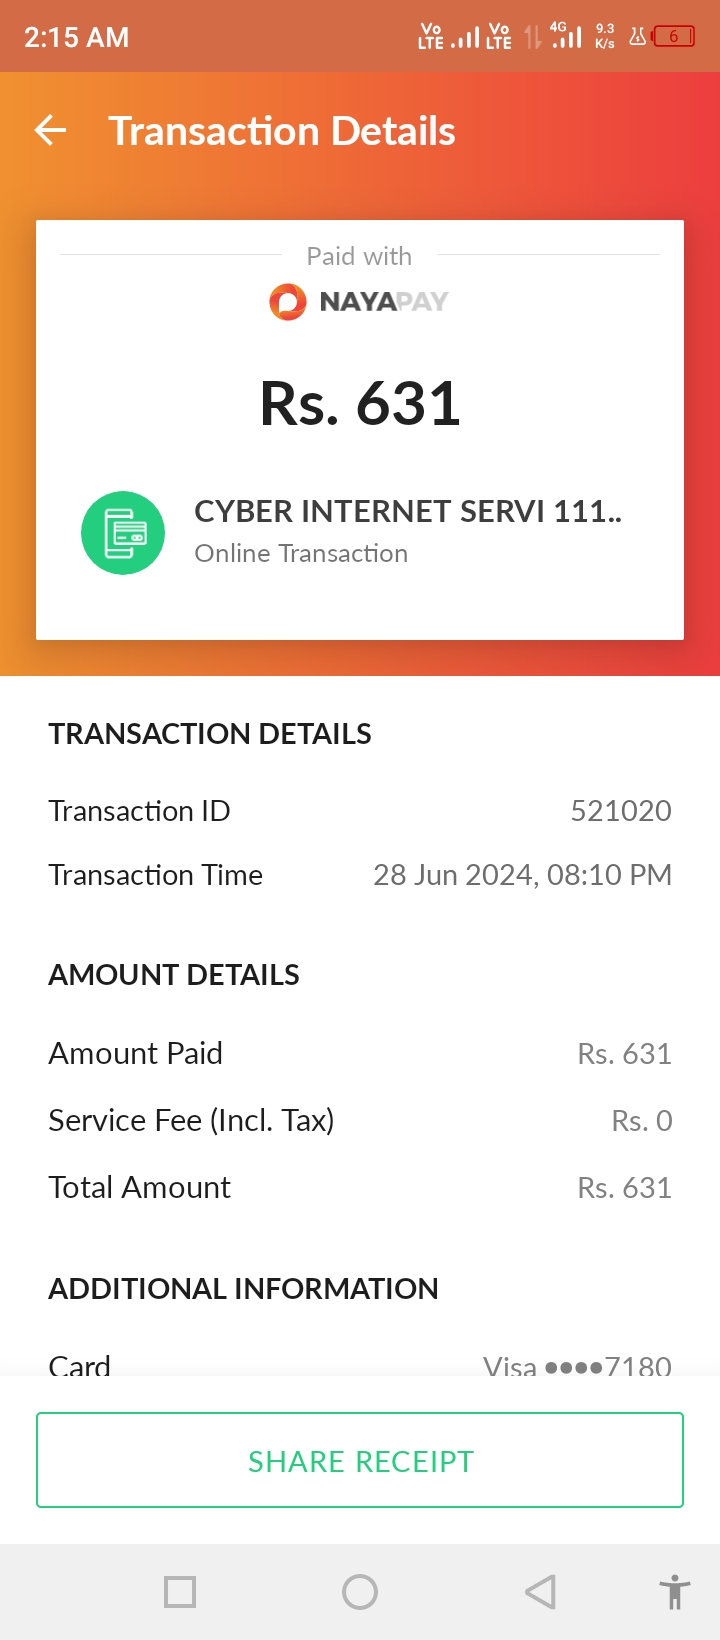 2:15 AM
Vo LTE Vo LTE 4G 9.3 K/s 6
Transaction Details
Paid with
NAYAPAY
Rs. 631
CYBER INTERNET SERVI 111..
Online Transaction
TRANSACTION DETAILS
Transaction ID 521020
Transaction Time 28 Jun 2024, 08:10 PM
AMOUNT DETAILS
Amount Paid Rs. 631
Service Fee (Incl. Tax) Rs. 0
Total Amount Rs. 631
ADDITIONAL INFORMATION
Card Visa ●●●●7180
SHARE RECEIPT